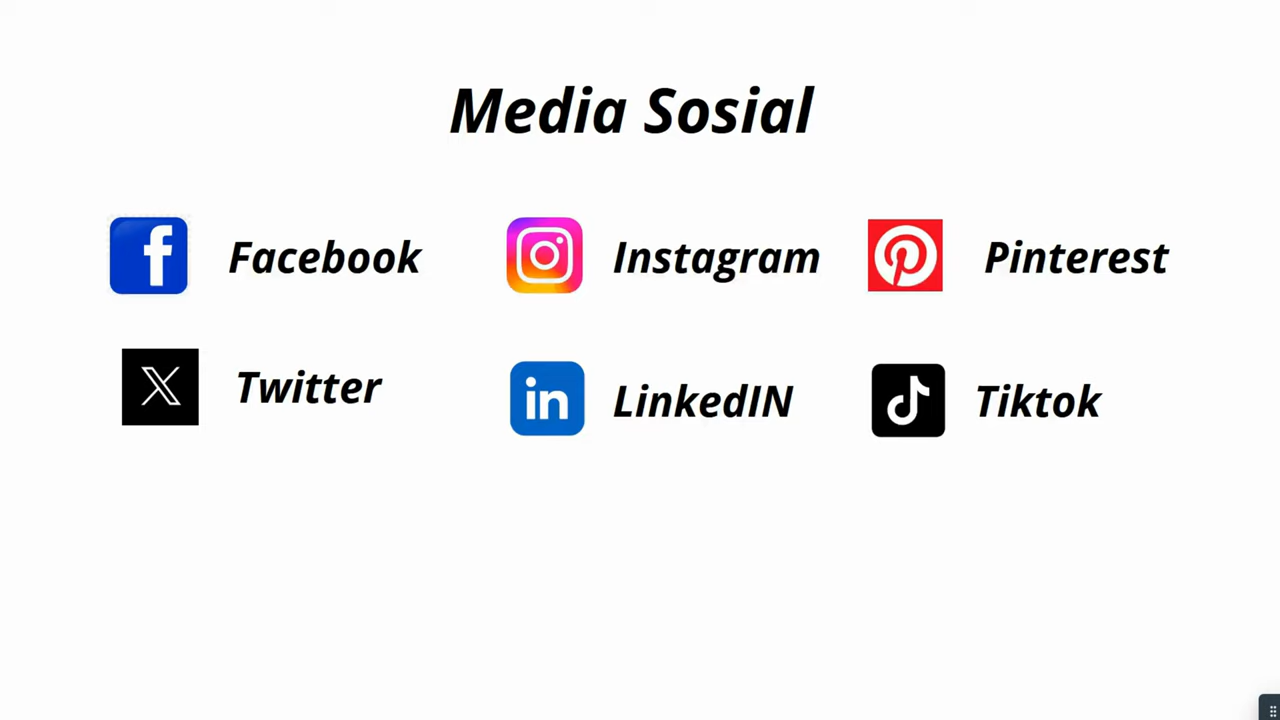 Media Sosial
Facebook
Instagram
Pinterest
Twitter
LinkedIN
Tiktok